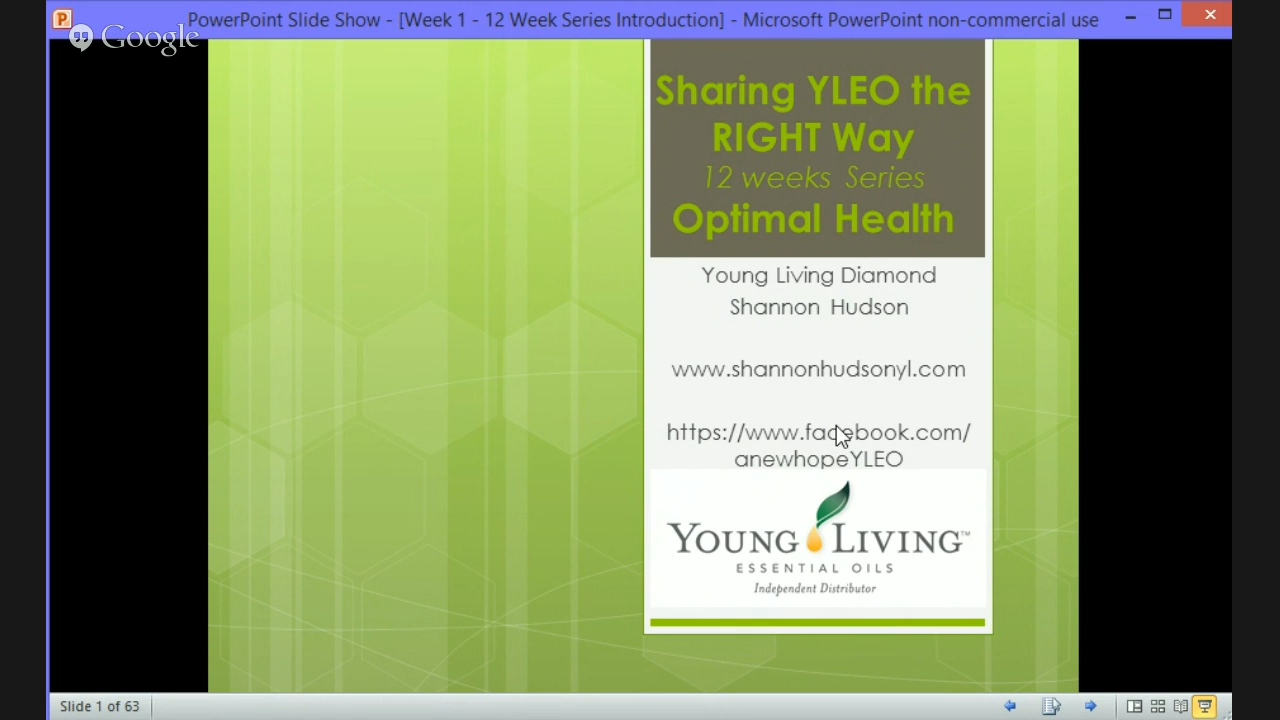 PowerPoint Slide Show - [Week 1 - 12 Week Series Introduction] - Microsoft PowerPoint non-commercial use
Google
Sharing YLEO the
RIGHT Way
12 weeks Series
Optimal Health
Young Living Diamond
Shannon Hudson
www.shannonhudsonyl.com
https://www.facebook.com/
anewhopeYLEO
YOUNG LIVING™
ESSENTIAL OILS
Independent Distributor
Slide 1 of 63